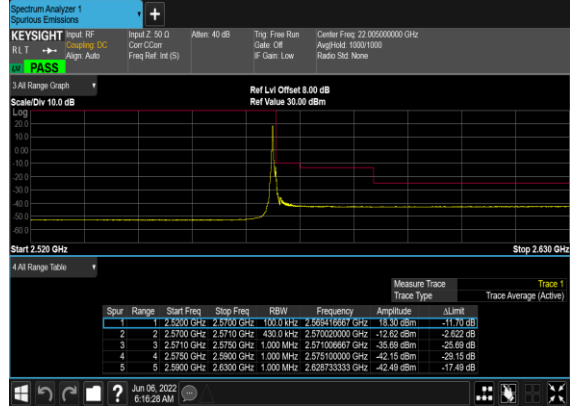 Spectrum Analyzer 1
Spurious Emissions
+
KEYSIGHT Input: RF Input Z: 50 Ω Atten: 40 dB Trig: Free Run Center Freq: 22.005000000 GHz
RLT Coupling: DC Corr CCorr Gate: Off Avg|Hold: 1000/1000
Align: Auto Freq Ref: Int (S) IF Gain: Low Radio Std: None
PASS
3 All Range Graph
Ref Lvl Offset 8.00 dB
Scale/Div 10.0 dB Ref Value 30.00 dBm
Log
20.0
10.0
0.00
-10.0
-20.0
-30.0
-40.0
-50.0
-60.0
Start 2.520 GHz Stop 2.630 GHz
4 All Range Table
Measure Trace Trace 1
Trace Type Trace Average (Active)
Spur Range Start Freq Stop Freq RBW Frequency Amplitude ΔLimit
1 1 2.5200 GHz 2.5700 GHz 100.0 kHz 2.569416667 GHz 18.30 dBm -11.70 dB
2 2 2.5700 GHz 2.5710 GHz 430.0 kHz 2.570020000 GHz -12.62 dBm -2.622 dB
3 3 2.5710 GHz 2.5750 GHz 1.000 MHz 2.571006667 GHz -35.69 dBm -25.69 dB
4 4 2.5750 GHz 2.5900 GHz 1.000 MHz 2.575100000 GHz -42.15 dBm -29.15 dB
5 5 2.5900 GHz 2.6300 GHz 1.000 MHz 2.628733333 GHz -42.49 dBm -17.49 dB
? Jun 06, 2022
6:16:28 AM